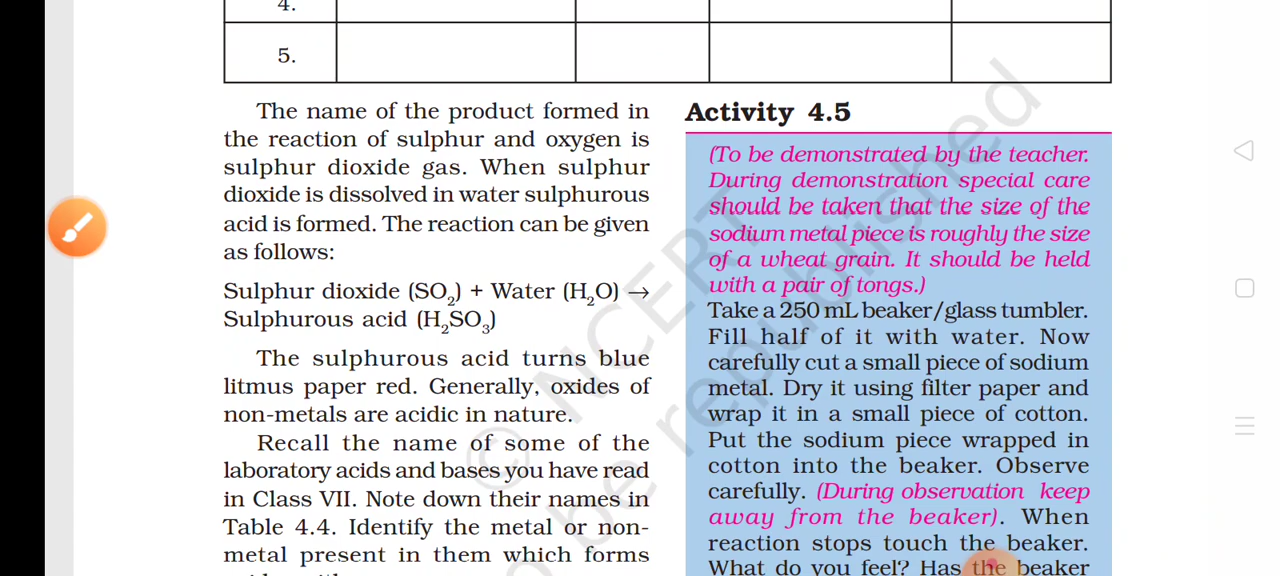 4.
5.
The name of the product formed in
the reaction of sulphur and oxygen is
sulphur dioxide gas. When sulphur
dioxide is dissolved in water sulphurous
acid is formed. The reaction can be given
as follows:
Sulphur dioxide (SO2) + Water (H2O) →
Sulphurous acid (H2SO3)
The sulphurous acid turns blue
litmus paper red. Generally, oxides of
non-metals are acidic in nature.
Recall the name of some of the
laboratory acids and bases you have read
in Class VII. Note down their names in
Table 4.4. Identify the metal or non-
metal present in them which forms
Activity 4.5
(To be demonstrated by the teacher.
During demonstration special care
should be taken that the size of the
sodium metal piece is roughly the size
of a wheat grain. It should be held
with a pair of tongs.)
Take a 250 mL beaker/glass tumbler.
Fill half of it with water. Now
carefully cut a small piece of sodium
metal. Dry it using filter paper and
wrap it in a small piece of cotton.
Put the sodium piece wrapped in
cotton into the beaker. Observe
carefully. (During observation keep
away from the beaker). When
reaction stops touch the beaker.
What do you feel? Has the beaker
© NCERT
be republished